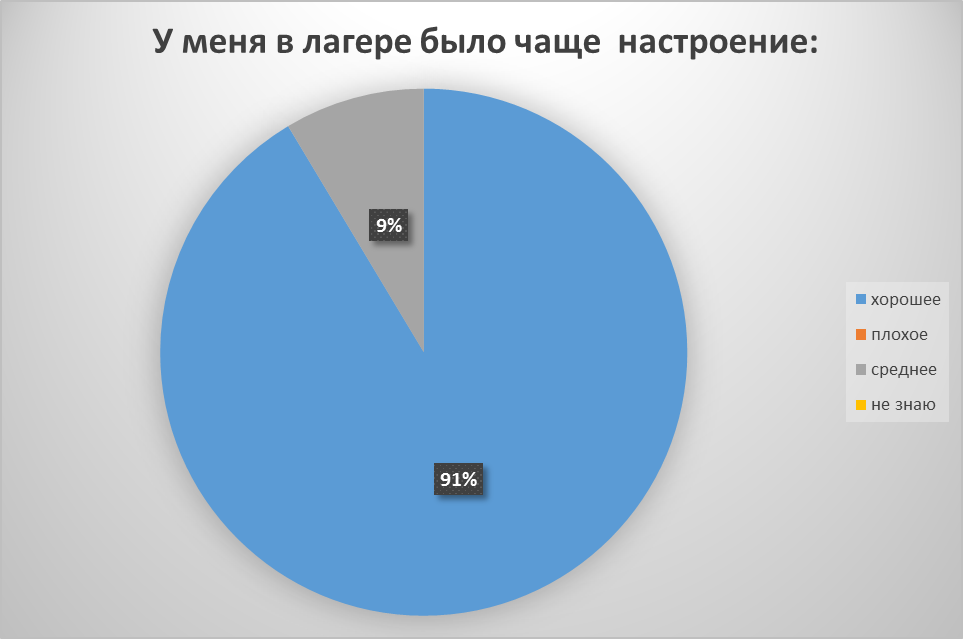 У меня в лагере было чаще  настроение:
9%
91%
хорошее
плохое
среднее
не знаю